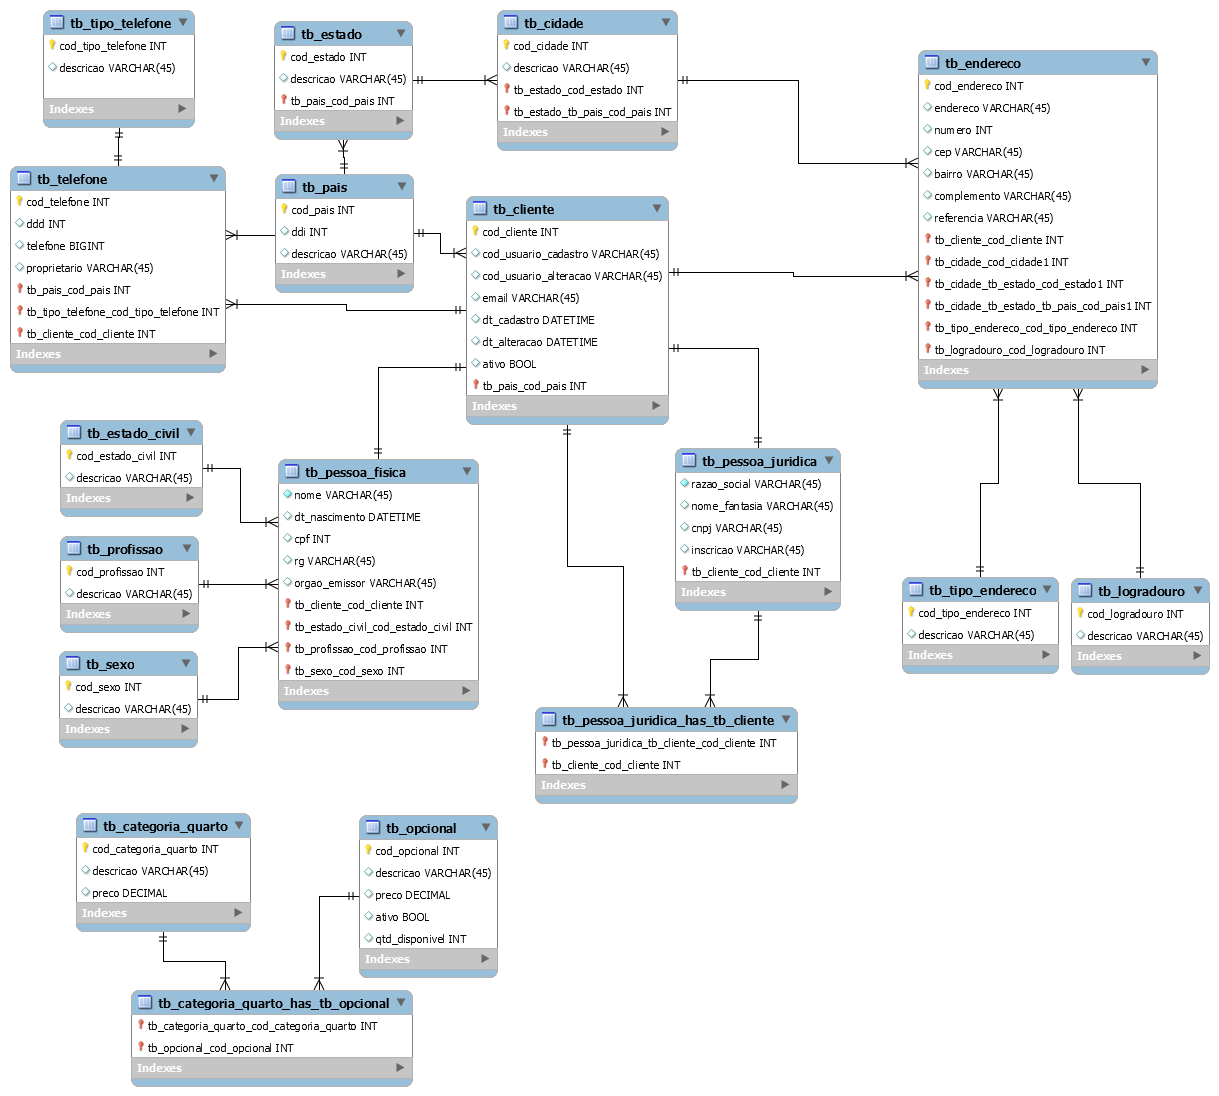 tb_tipo_telefone
cod_tipo_telefone INT
descricao VARCHAR(45)
Indexes
tb_estado
cod_estado INT
descricao VARCHAR(45)
tb_pais_cod_pais INT
Indexes
tb_cidade
cod_cidade INT
descricao VARCHAR(45)
tb_estado_cod_estado INT
tb_estado_tb_pais_cod_pais INT
Indexes
tb_endereco
cod_endereco INT
endereco VARCHAR(45)
numero INT
cep VARCHAR(45)
bairro VARCHAR(45)
complemento VARCHAR(45)
referencia VARCHAR(45)
tb_cliente_cod_cliente INT
tb_cidade_cod_cidade1 INT
tb_cidade_tb_estado_cod_estado1 INT
tb_cidade_tb_estado_tb_pais_cod_pais1 INT
tb_tipo_endereco_cod_tipo_endereco INT
tb_logradouro_cod_logradouro INT
Indexes
tb_telefone
cod_telefone INT
ddd INT
telefone BIGINT
proprietario VARCHAR(45)
tb_pais_cod_pais INT
tb_tipo_telefone_cod_tipo_telefone INT
tb_cliente_cod_cliente INT
Indexes
tb_pais
cod_pais INT
ddi INT
descricao VARCHAR(45)
Indexes
tb_cliente
cod_cliente INT
cod_usuario_cadastro VARCHAR(45)
cod_usuario_alteracao VARCHAR(45)
email VARCHAR(45)
dt_cadastro DATETIME
dt_alteracao DATETIME
ativo BOOL
tb_pais_cod_pais INT
Indexes
tb_estado_civil
cod_estado_civil INT
descricao VARCHAR(45)
Indexes
tb_profissao
cod_profissao INT
descricao VARCHAR(45)
Indexes
tb_sexo
cod_sexo INT
descricao VARCHAR(45)
Indexes
tb_pessoa_fisica
nome VARCHAR(45)
dt_nascimento DATETIME
cpf INT
rg VARCHAR(45)
orgao_emissor VARCHAR(45)
tb_cliente_cod_cliente INT
tb_estado_civil_cod_estado_civil INT
tb_profissao_cod_profissao INT
tb_sexo_cod_sexo INT
Indexes
tb_pessoa_juridica
razao_social VARCHAR(45)
nome_fantasia VARCHAR(45)
cnpj VARCHAR(45)
inscricao VARCHAR(45)
tb_cliente_cod_cliente INT
Indexes
tb_tipo_endereco
cod_tipo_endereco INT
descricao VARCHAR(45)
Indexes
tb_logradouro
cod_logradouro INT
descricao VARCHAR(45)
Indexes
tb_pessoa_juridica_has_tb_cliente
tb_pessoa_juridica_tb_cliente_cod_cliente INT
tb_cliente_cod_cliente INT
Indexes
tb_categoria_quarto
cod_categoria_quarto INT
descricao VARCHAR(45)
preco DECIMAL
Indexes
tb_opcional
cod_opcional INT
descricao VARCHAR(45)
preco DECIMAL
ativo BOOL
qtd_disponivel INT
Indexes
tb_categoria_quarto_has_tb_opcional
tb_categoria_quarto_cod_categoria_quarto INT
tb_opcional_cod_opcional INT
Indexes